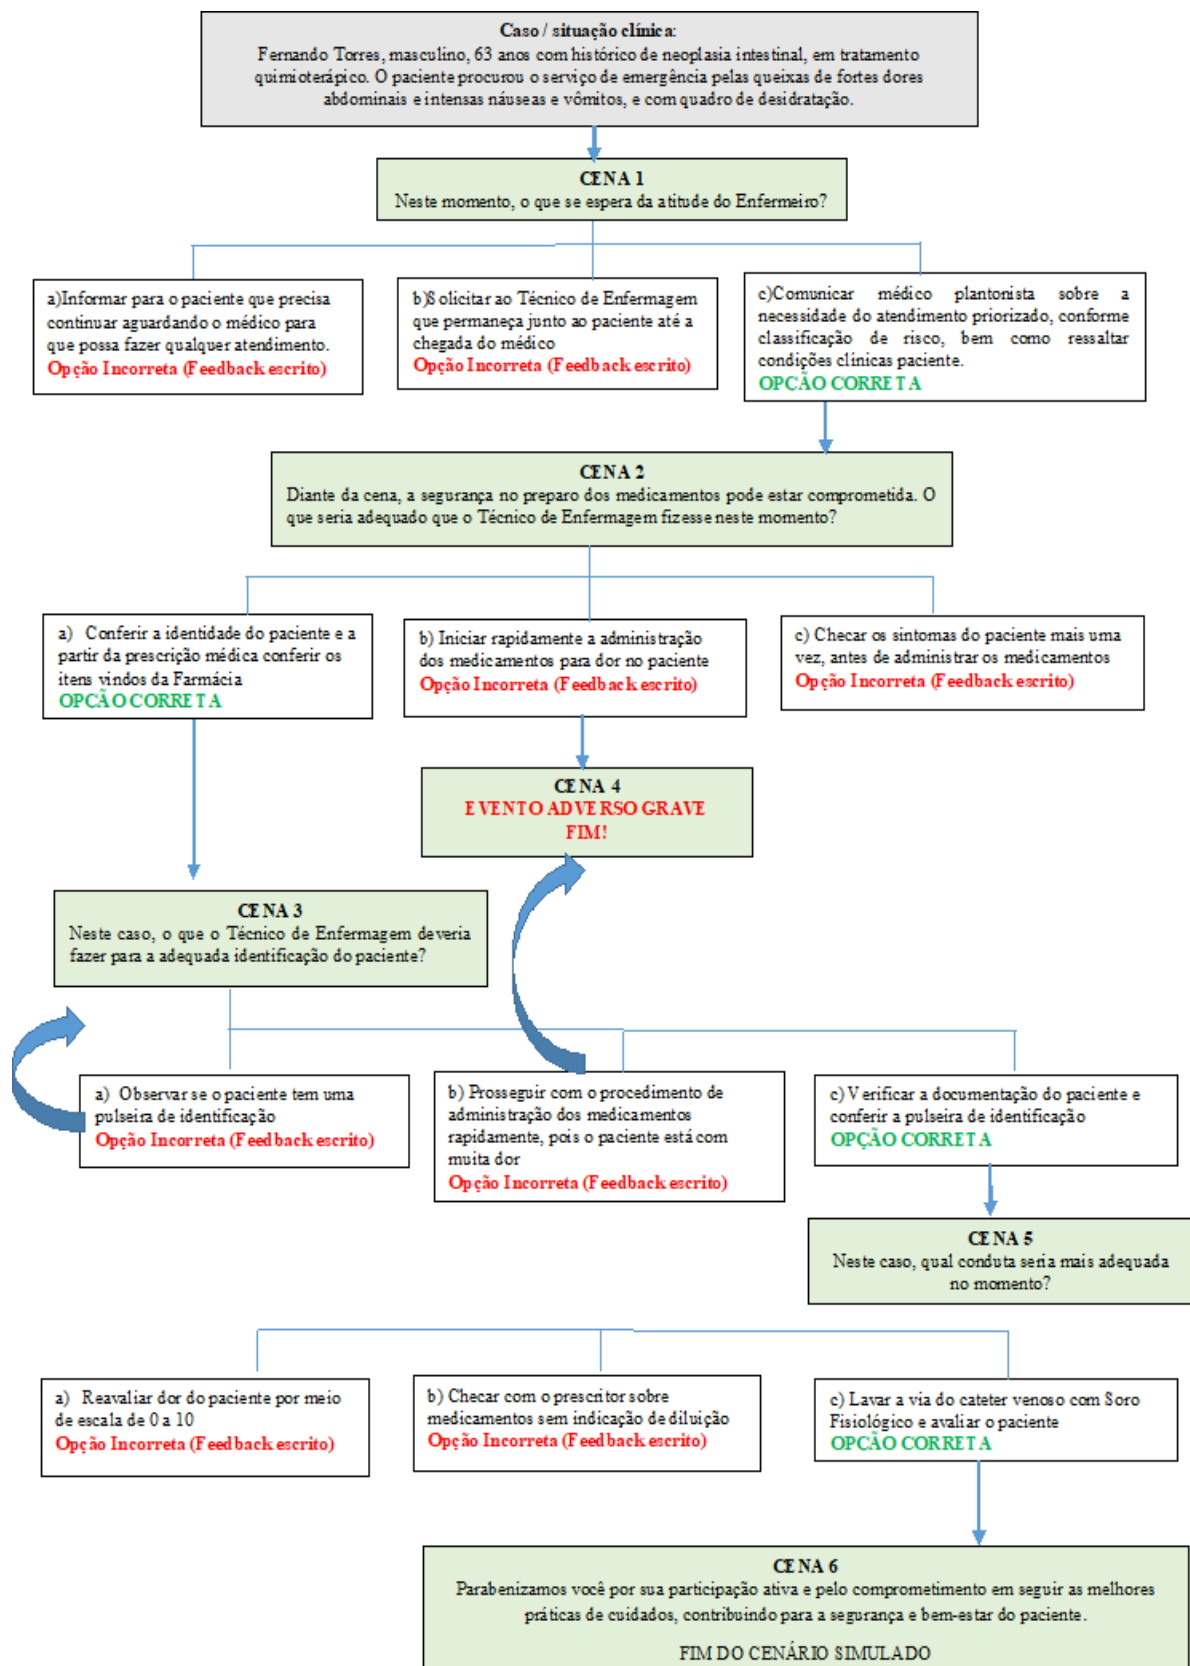 Caso / situação clínica:
Fernando Torres, masculino, 63 anos com histórico de neoplasia intestinal, em tratamento
quimioterápico. O paciente procurou o serviço de emergência pelas queixas de fortes dores
abdominais e intensas náuseas e vômitos, e com quadro de desidratação.
CENA 1
Neste momento, o que se espera da atitude do Enfermeiro?
a)Informar para o paciente que precisa
continuar aguardando o médico para
que possa fazer qualquer atendimento.
Opção Incorreta (Feedback escrito)
b)Solicitar ao Técnico de Enfermagem
que permaneça junto ao paciente até a
chegada do médico
Opção Incorreta (Feedback escrito)
c)Comunicar médico plantonista sobre a
necessidade do atendimento priorizado, conforme
classificação de risco, bem como ressaltar
condições clínicas paciente.
OPÇÃO CORRETA
CENA 2
Diante da cena, a segurança no preparo dos medicamentos pode estar comprometida. O
que seria adequado que o Técnico de Enfermagem fizesse neste momento?
a) Conferir a identidade do paciente e a
partir da prescrição médica conferir os
itens vindos da Farmácia
OPÇÃO CORRETA
b) Iniciar rapidamente a administração
dos medicamentos para dor no paciente
Opção Incorreta (Feedback escrito)
c) Checar os sintomas do paciente mais uma
vez, antes de administrar os medicamentos
Opção Incorreta (Feedback escrito)
CENA 4
EVENTO ADVERSO GRAVE
FIM!
CENA 3
Neste caso, o que o Técnico de Enfermagem deveria
fazer para a adequada identificação do paciente?
a) Observar se o paciente tem uma
pulseira de identificação
Opção Incorreta (Feedback escrito)
b) Prosseguir com o procedimento de
administração dos medicamentos
rapidamente, pois o paciente está com
muita dor
Opção Incorreta (Feedback escrito)
c) Verificar a documentação do paciente e
conferir a pulseira de identificação
OPÇÃO CORRETA
CENA 5
Neste caso, qual conduta seria mais adequada
no momento?
a) Reavaliar dor do paciente por meio
de escala de 0 a 10
Opção Incorreta (Feedback escrito)
b) Checar com o prescritor sobre
medicamentos sem indicação de diluição
Opção Incorreta (Feedback escrito)
c) Lavar a via do cateter venoso com Soro
Fisiológico e avaliar o paciente
OPÇÃO CORRETA
CENA 6
Parabenizamos você por sua participação ativa e pelo comprometimento em seguir as melhores
práticas de cuidados, contribuindo para a segurança e bem-estar do paciente.
FIM DO CENÁRIO SIMULADO